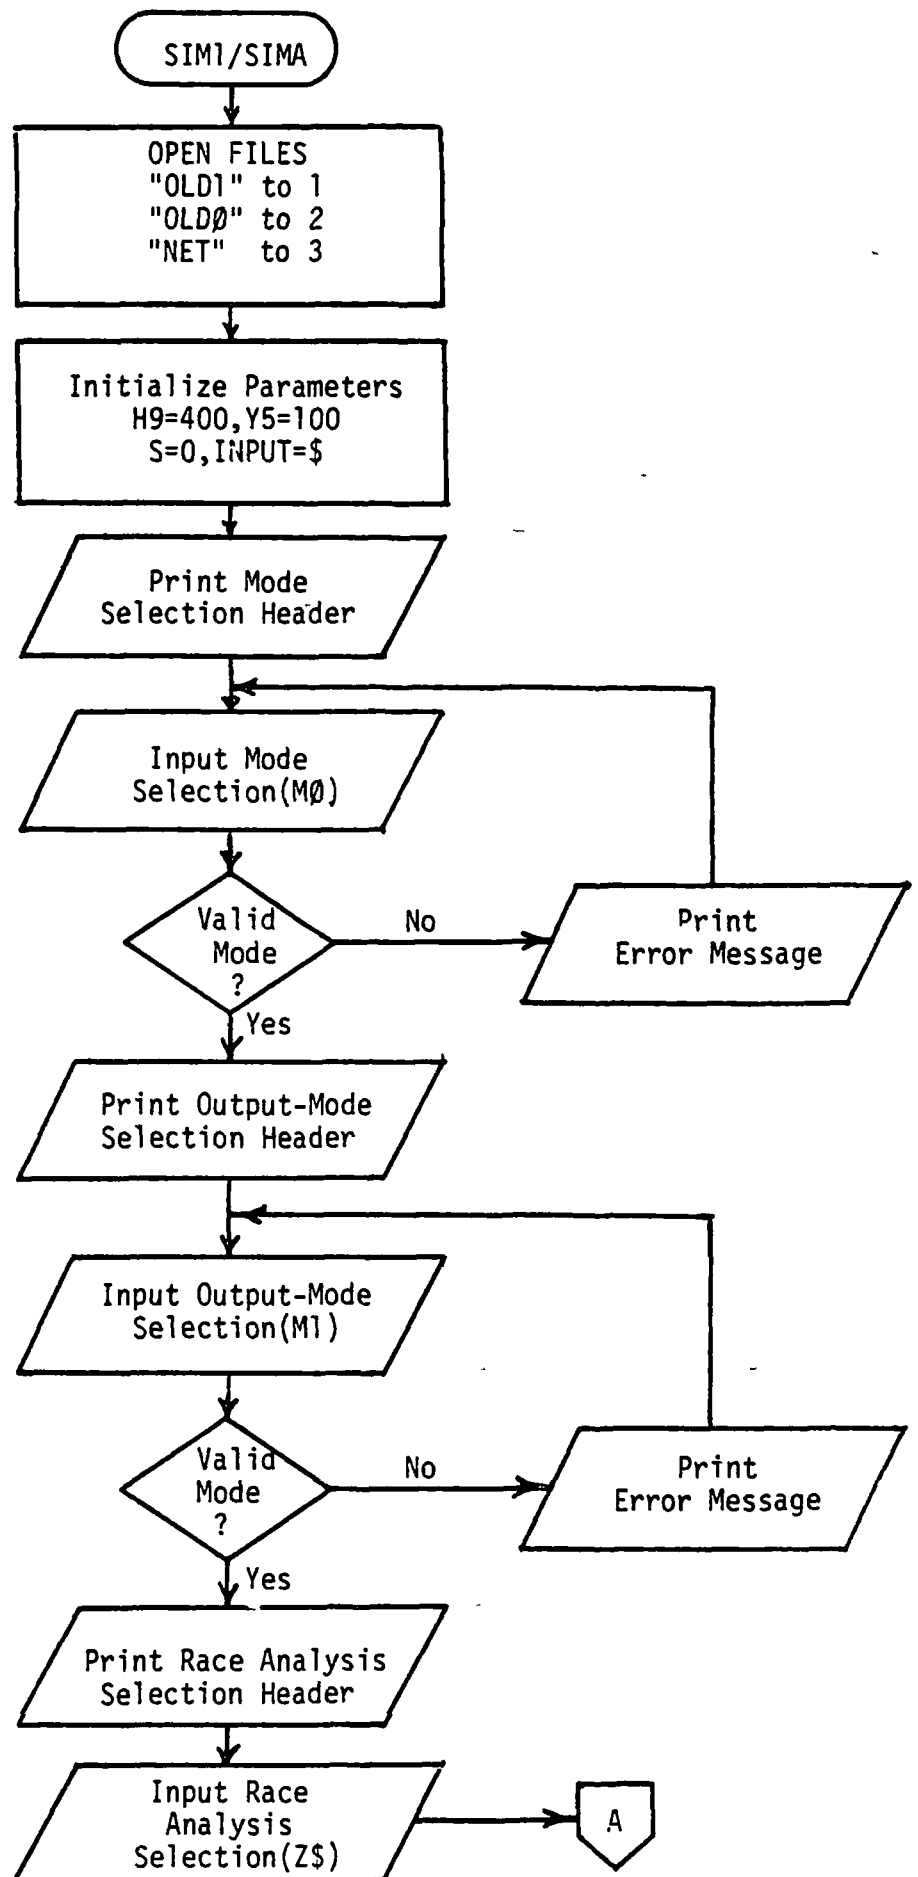 SIM1/SIMA
OPEN FILES
"OLD1" to 1
"OLDØ" to 2
"NET" to 3
Initialize Parameters
H9=400,Y5=100
S=0,INPUT=$
Print Mode
Selection Header
Input Mode
Selection(MØ)
Valid
Mode
?
No
Print
Error Message
Yes
Print Output-Mode
Selection Header
Input Output-Mode
Selection(M1)
Valid
Mode
?
No
Print
Error Message
Yes
Print Race Analysis
Selection Header
Input Race
Analysis
Selection(Z$)
A